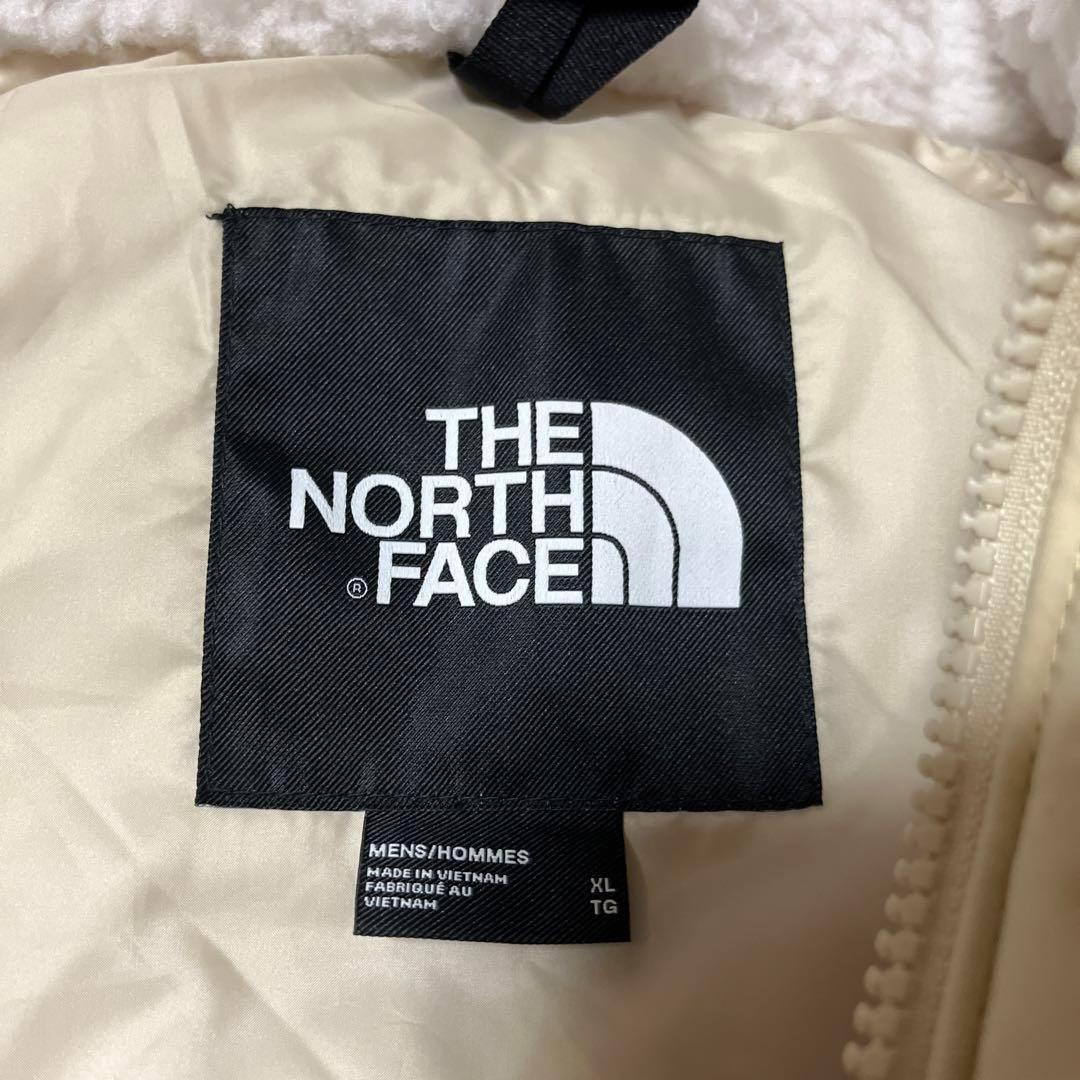 THE
NORTH
® FACE
MENS/HOMMES
MADE IN VIETNAM
FABRIQUÉ AU
VIETNAM
XL
TG